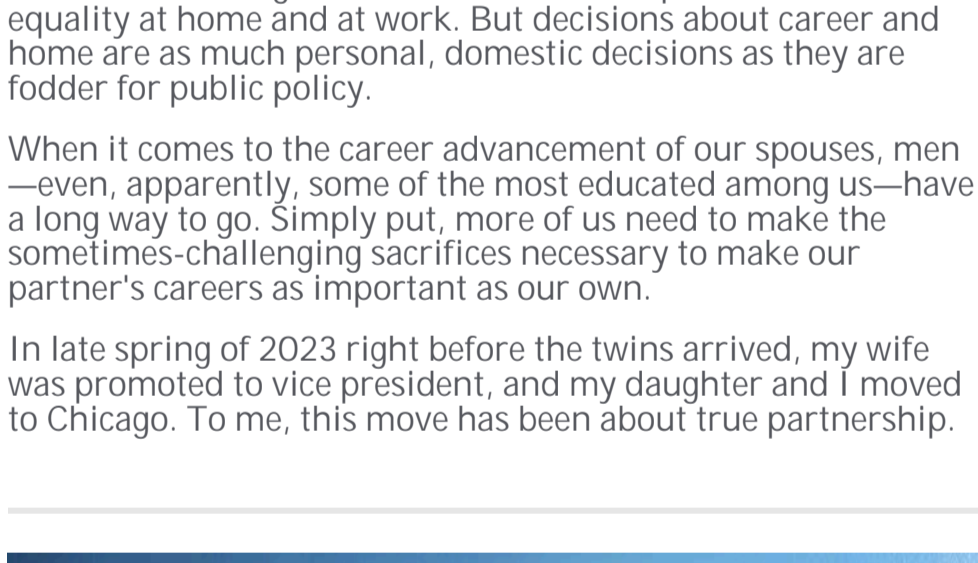 equality at home and at work. But decisions about career and
home are as much personal, domestic decisions as they are
fodder for public policy.
When it comes to the career advancement of our spouses, men
—even, apparently, some of the most educated among us—have
a long way to go. Simply put, more of us need to make the
sometimes-challenging sacrifices necessary to make our
partner's careers as important as our own.
In late spring of 2023 right before the twins arrived, my wife
was promoted to vice president, and my daughter and I moved
to Chicago. To me, this move has been about true partnership.